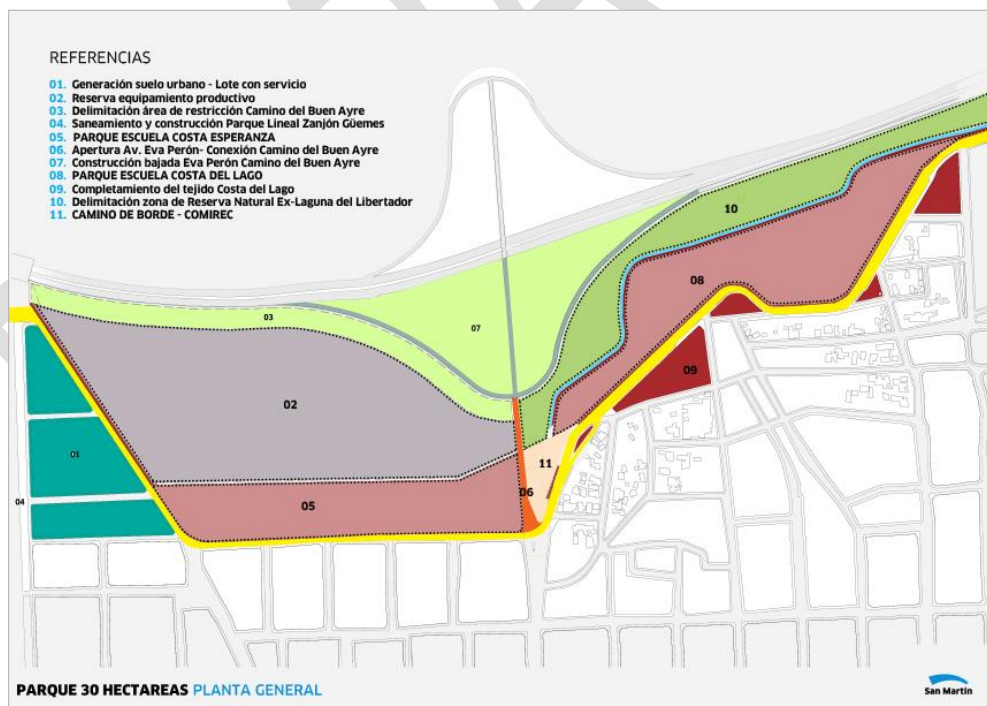 REFERENCIAS
01. Generación suelo urbano - Lote con servicio
02. Reserva equipamiento productivo
03. Delimitación área de restricción Camino del Buen Ayre
04. Saneamiento y construcción Parque Lineal Zanjón Güemes
05. PARQUE ESCUELA COSTA ESPERANZA
06. Apertura Av. Eva Perón- Conexión Camino del Buen Ayre
07. Construcción bajada Eva Perón Camino del Buen Ayre
08. PARQUE ESCUELA COSTA DEL LAGO
09. Completamiento del tejido Costa del Lago
10. Delimitación zona de Reserva Natural Ex-Laguna del Libertador
11. CAMINO DE BORDE - COMIREC
10
08
03
07
09
02
01
11
06
04
05
PARQUE 30 HECTAREAS PLANTA GENERAL
San Martín